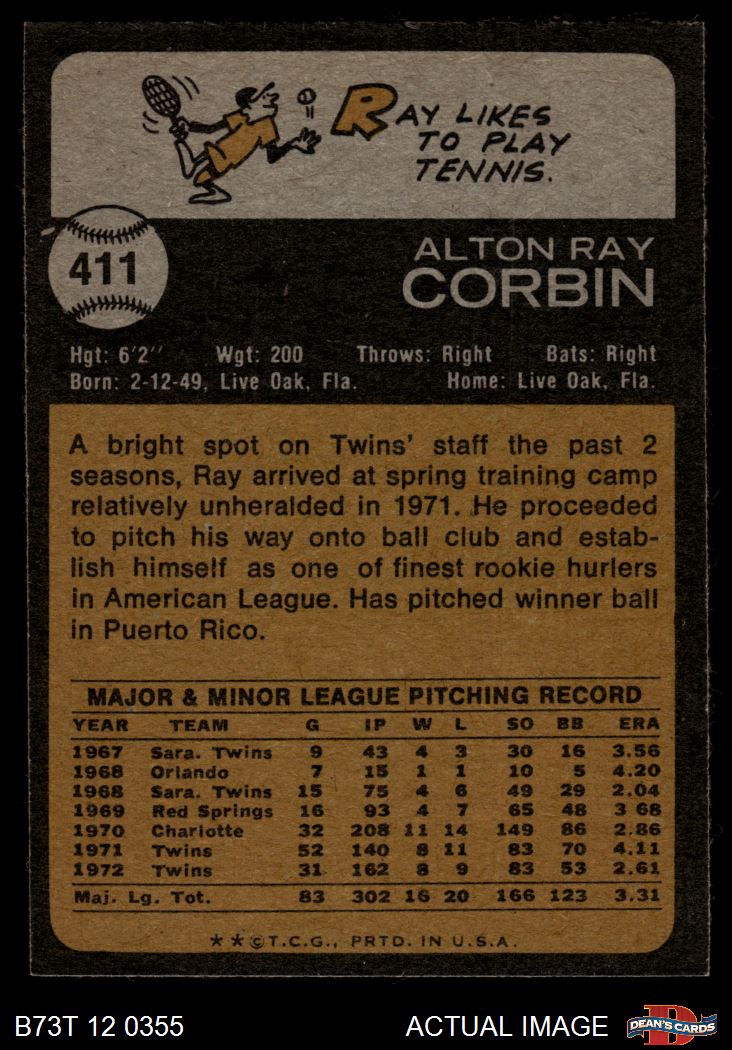 RAY LIKES
TO PLAY
TENNIS.
411
ALTON RAY
CORBIN
Hgt: 6'2" Wgt: 200 Throws: Right Bats: Right
Born: 2-12-49, Live Oak, Fla. Home: Live Oak, Fla.
A bright spot on Twins' staff the past 2
seasons, Ray arrived at spring training camp
relatively unheralded in 1971. He proceeded
to pitch his way onto ball club and estab-
lish himself as one of finest rookie hurlers
in American League. Has pitched winner ball
in Puerto Rico.
MAJOR & MINOR LEAGUE PITCHING RECORD
YEAR TEAM G IP W L SO BB ERA
1967 Sara. Twins 9 43 4 3 30 16 3.56
1968 Orlando 7 15 1 1 10 5 4.20
1968 Sara. Twins 15 75 4 6 49 29 2.04
1969 Red Springs 16 93 4 7 65 48 3 68
1970 Charlotte 32 208 11 14 149 86 2.86
1971 Twins 52 140 8 11 83 70 4.11
1972 Twins 31 162 8 9 83 53 2.61
Maj. Lg. Tot. 83 302 16 20 166 123 3.31
**©T.C.G., PRTD. IN U.S.A.
B73T 12 0355 ACTUAL IMAGE
DEAN'S CARDS